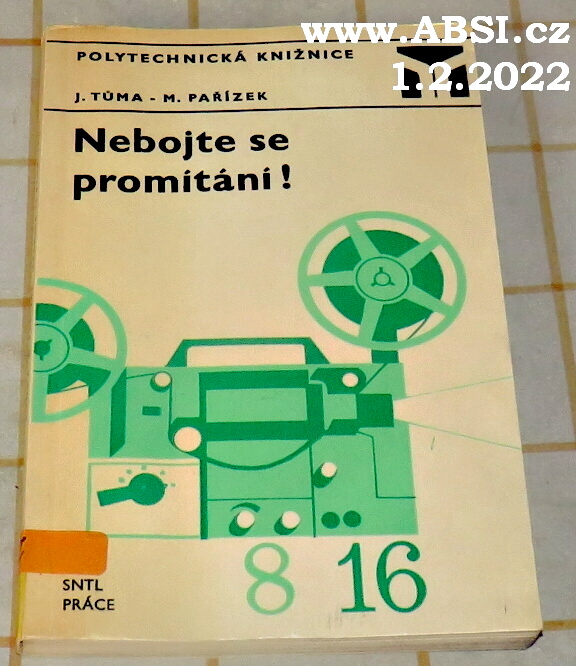 www.ABSI.cz
1.2.2022
POLYTECHNICKÁ KNIŽNICE
J. TŮMA - M. PAŘÍZEK
Nebojte se
promítání!
8 16
SNTL
PRÁCE